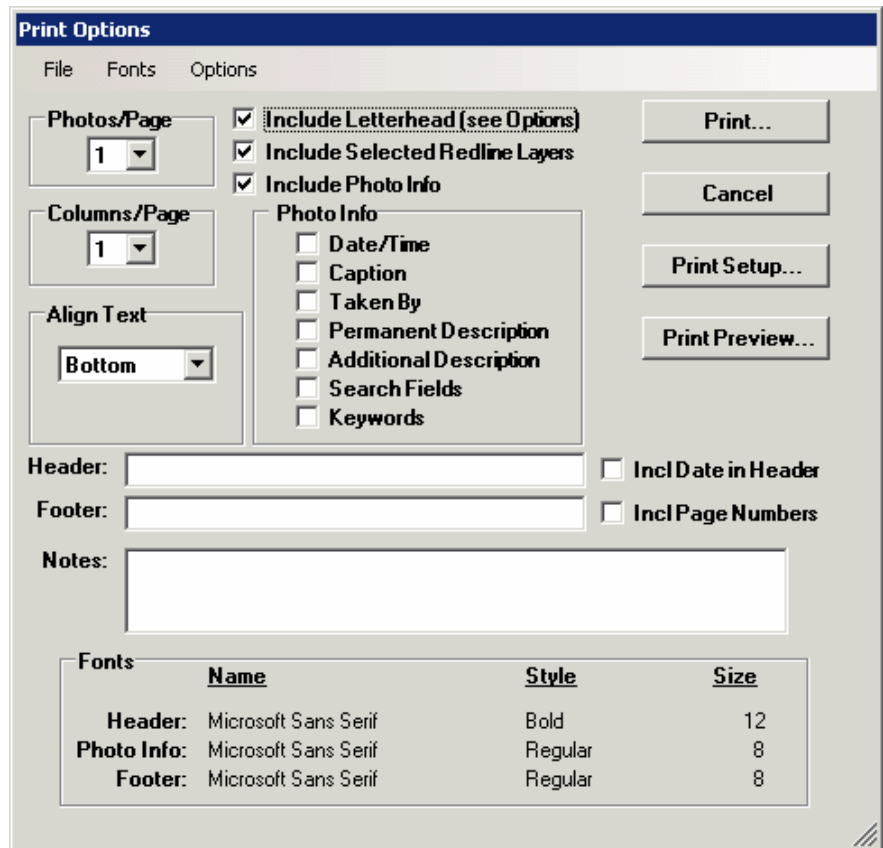 Print Options
File Fonts Options
Photos/Page
1
Include Letterhead (see Options)
Include Selected Redline Layers
Include Photo Info
Print...
Cancel
Print Setup...
Print Preview...
Columns/Page
1
Align Text
Bottom
Photo Info
Date/Time
Caption
Taken By
Permanent Description
Additional Description
Search Fields
Keywords
Header:
Incl Date in Header
Footer:
Incl Page Numbers
Notes:
Fonts
Name Style Size
Header: Microsoft Sans Serif Bold 12
Photo Info: Microsoft Sans Serif Regular 8
Footer: Microsoft Sans Serif Regular 8